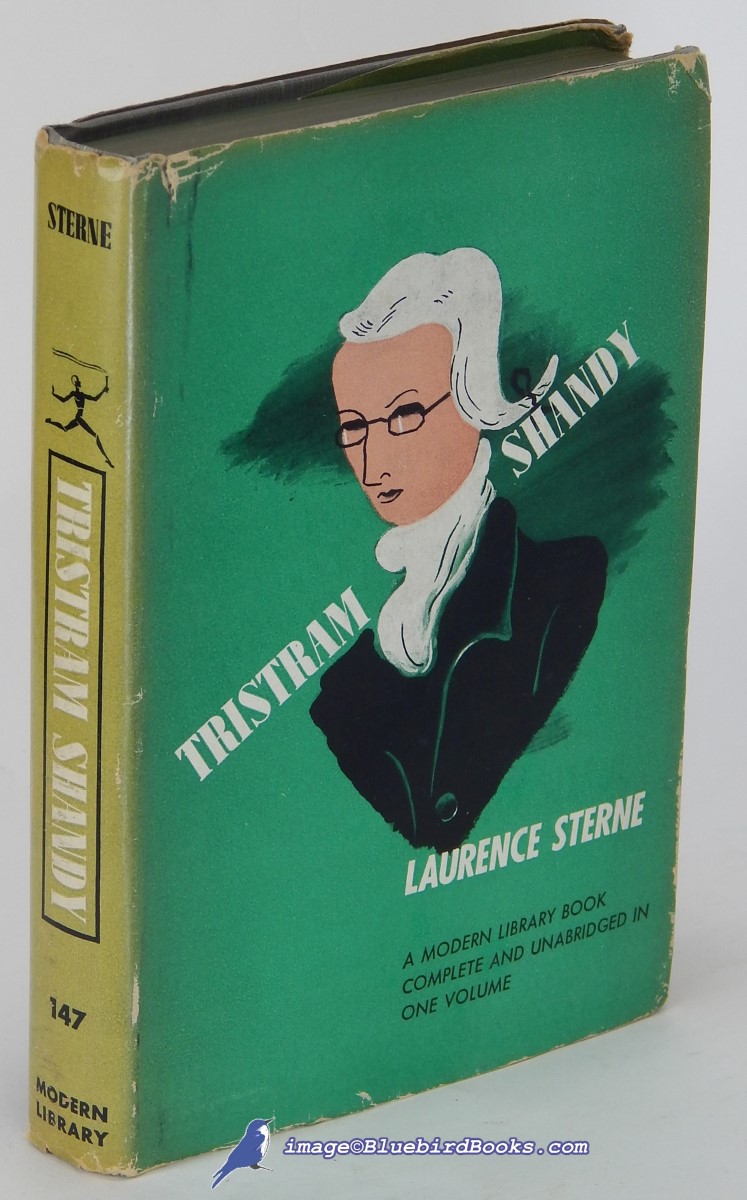 STERNE
TRISTRAM SHANDY
147
MODERN
LIBRARY
TRISTRAM
SHANDY
LAURENCE STERNE
A MODERN LIBRARY BOOK
COMPLETE AND UNABRIDGED IN
ONE VOLUME
image©BluebirdBooks.com